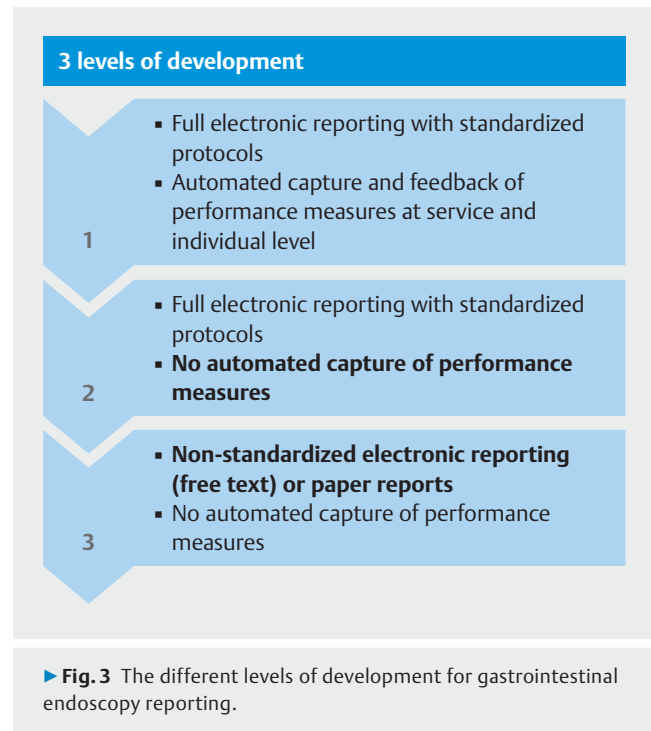 3 levels of development
▪ Full electronic reporting with standardized
protocols
▪ Automated capture and feedback of
performance measures at service and
individual level
1
▪ Full electronic reporting with standardized
protocols
▪ No automated capture of performance
measures
2
▪ Non-standardized electronic reporting
(free text) or paper reports
▪ No automated capture of performance
measures
3
▶ Fig. 3 The different levels of development for gastrointestinal
endoscopy reporting.